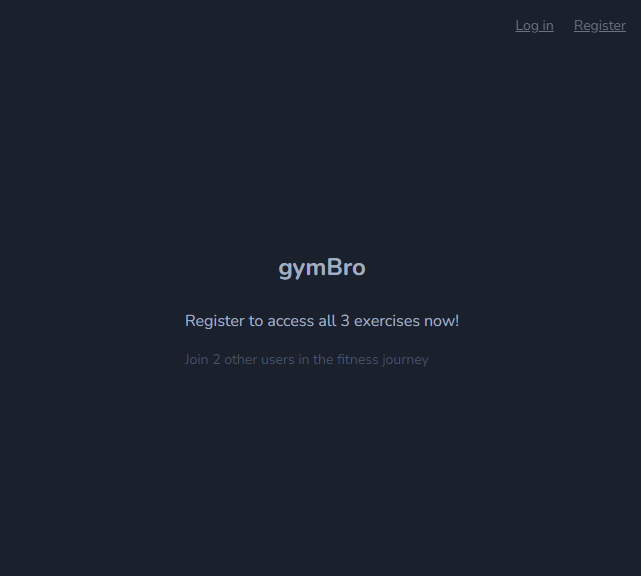 Log in Register
gymBro
Register to access all 3 exercises now!
Join 2 other users in the fitness journey